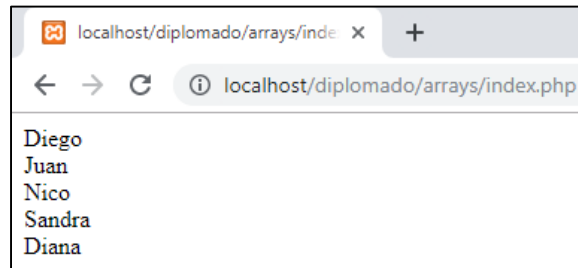 localhost/diplomado/arrays/inde
localhost/diplomado/arrays/index.php
Diego
Juan
Nico
Sandra
Diana